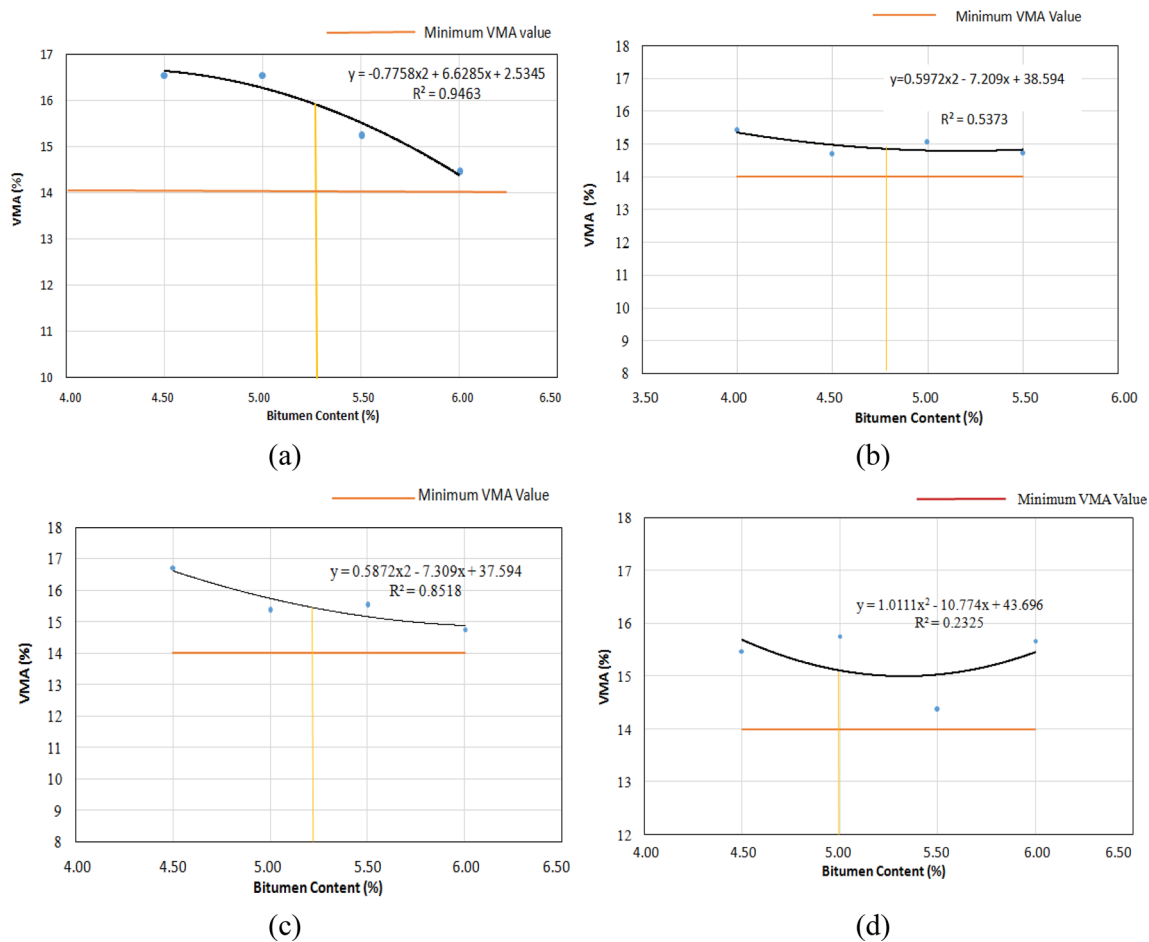 Minimum VMA value
y = -0.7758x2 + 6.6285x + 2.5345
R² = 0.9463
17
16
15
14
13
12
11
10
VMA (%)
4.00 4.50 5.00 5.50 6.00 6.50
Bitumen Content (%)
(a)
Minimum VMA Value
y=0.5972x2 - 7.209x + 38.594
R² = 0.5373
18
17
16
15
14
13
12
11
10
9
8
VMA (%)
3.50 4.00 4.50 5.00 5.50 6.00
Bitumen Content (%)
(b)
Minimum VMA Value
y = 0.5872x2 - 7.309x + 37.594
R² = 0.8518
18
17
16
15
14
13
12
11
10
9
8
VMA (%)
4.00 4.50 5.00 5.50 6.00 6.50
Bitumen Content (%)
(c)
Minimum VMA Value
y = 1.0111x² - 10.774x + 43.696
R² = 0.2325
18
17
16
15
14
13
12
VMA (%)
4.00 4.50 5.00 5.50 6.00 6.50
Bitumen Content (%)
(d)